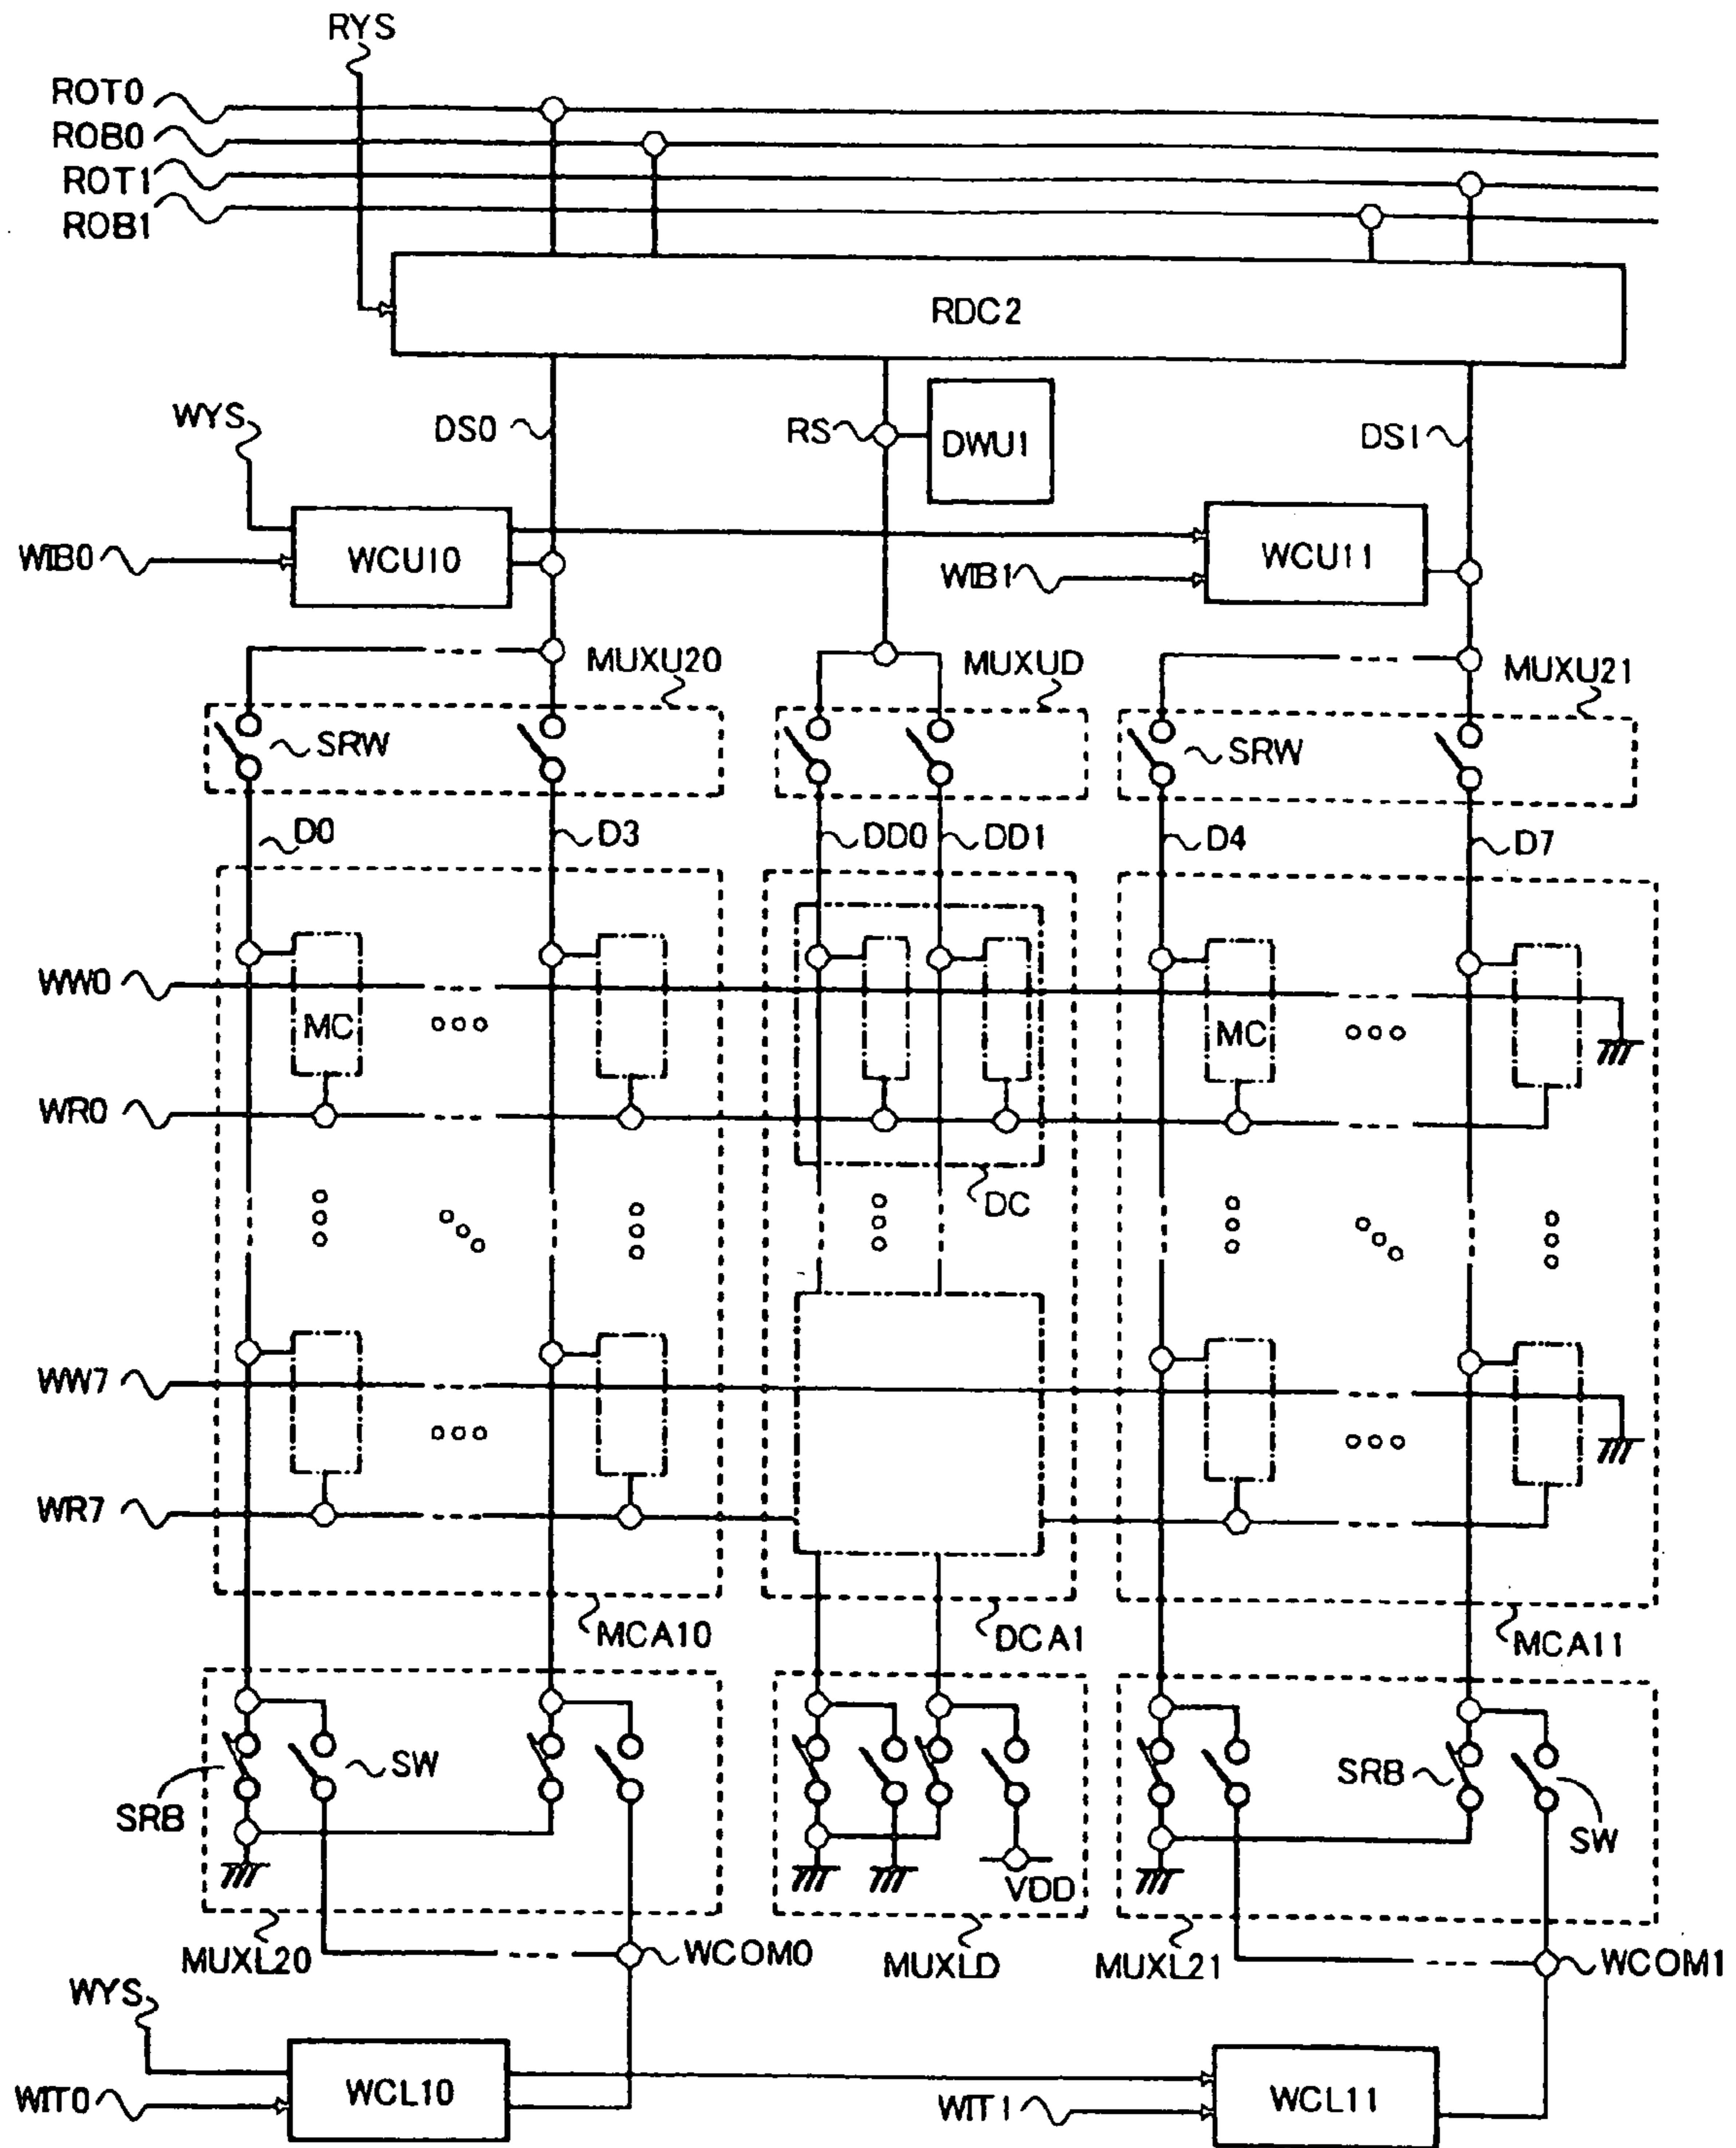 RYS
ROT0
ROB0
ROT1
ROB1
RDC2
WYS
DS0
RS
DWU1
DS1
WIB0
WCU10
WIB1
WCU11
MUXU20
MUXUD
MUXU21
SRW
SRW
D0
D3
DD0
DD1
D4
D7
WW0
MC
MC
WR0
DC
WW7
WR7
MCA10
DCA1
MCA11
SRB
SW
SRB
SW
VDD
MUXL20
WCOM0
MUXLD
MUXL21
WCOM1
WYS
WIT0
WCL10
WIT1
WCL11